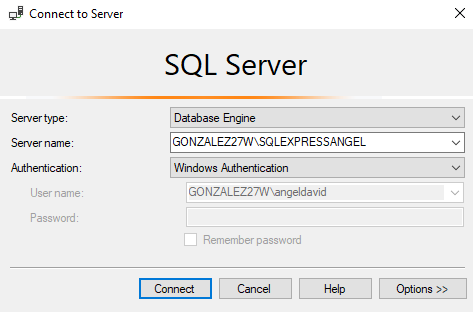 Connect to Server
SQL Server
Server type: Database Engine
Server name: GONZALEZ27W\SQLEXPRESSANGEL
Authentication: Windows Authentication
User name: GONZALEZ27W\angeldavid
Password:
Remember password
Connect Cancel Help Options >>